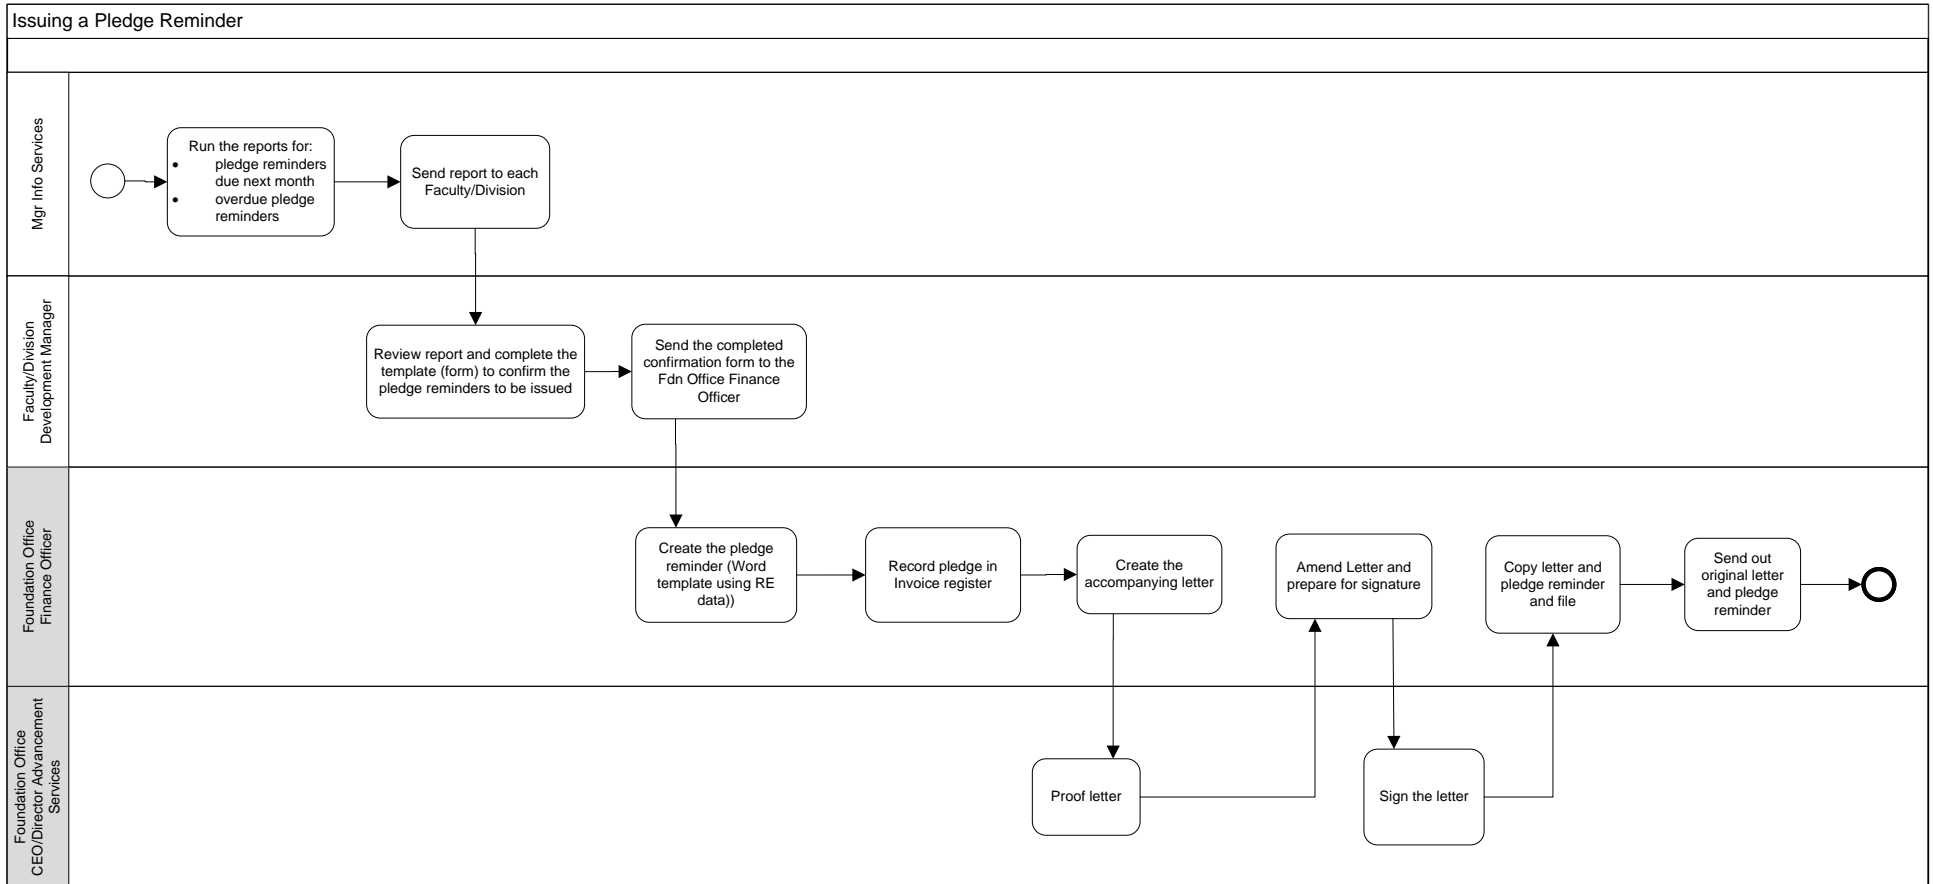 Issuing a Pledge Reminder
Mgr Info Services
Run the reports for:
• pledge reminders
due next month
• overdue pledge
reminders
Send report to each
Faculty/Division
Faculty/Division
Development Manager
Review report and complete the
template (form) to confirm the
pledge reminders to be issued
Send the completed
confirmation form to the
Fdn Office Finance
Officer
Foundation Office
Finance Officer
Create the pledge
reminder (Word
template using RE
data))
Record pledge in
Invoice register
Create the
accompanying letter
Amend Letter and
prepare for signature
Copy letter and
pledge reminder
and file
Send out
original letter
and pledge
reminder
Foundation Office
CEO/Director Advancement
Services
Proof letter
Sign the letter